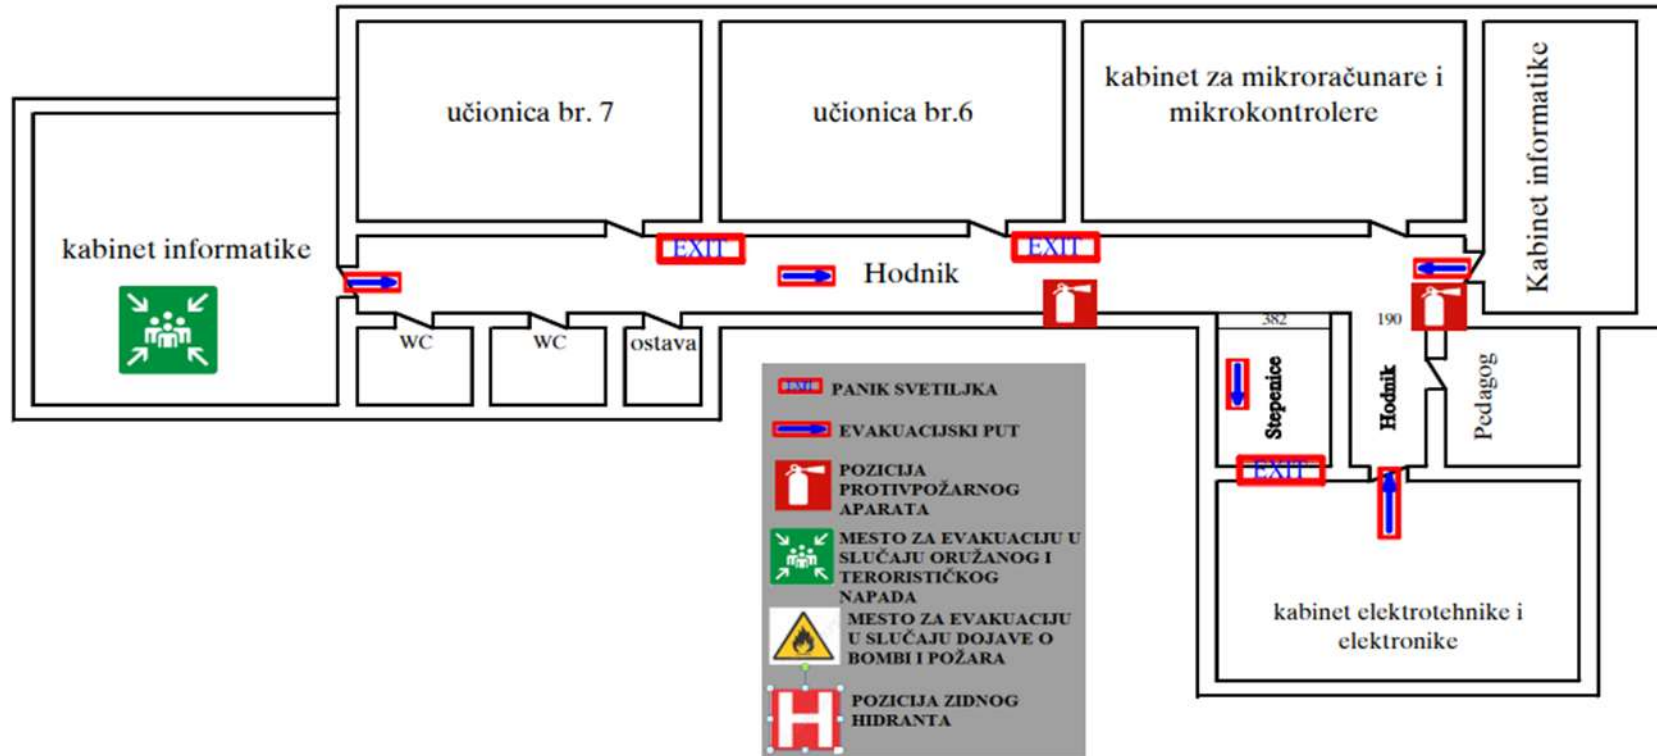 učionica br. 7
učionica br.6
kabinet za mikroračunare i
mikrokontrolere
Kabinet informatike
kabinet informatike
EXIT
EXIT
Hodnik
WC
WC
ostava
382
190
Stepenice
Hodnik
Pedagog
EXIT
kabinet elektrotehnike i
elektronike
EXIT PANIK SVETILJKA
EVAKUACIJSKI PUT
POZICIJA
PROTIVPOŽARNOG
APARATA
MESTO ZA EVAKUACIJU U
SLUČAJU ORUŽANOG I
TERORISTIČKOG
NAPADA
MESTO ZA EVAKUACIJU
U SLUČAJU DOJAVE O
BOMBI I POŽARA
H
POZICIJA ZIDNOG
HIDRANTA